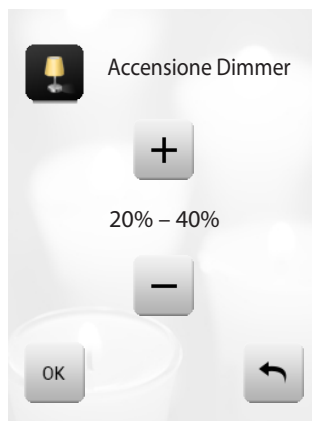 Accensione Dimmer
+
20% – 40%
–
OK